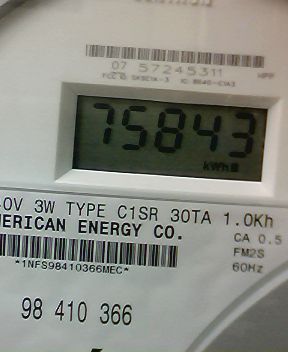 07 57245311
75843
kWh
0V 3W TYPE C1SR 30TA 1.0Kh
MERICAN ENERGY CO.
CA 0.5
FM2S
*1NFS98410366MEC*
60Hz
98 410 366